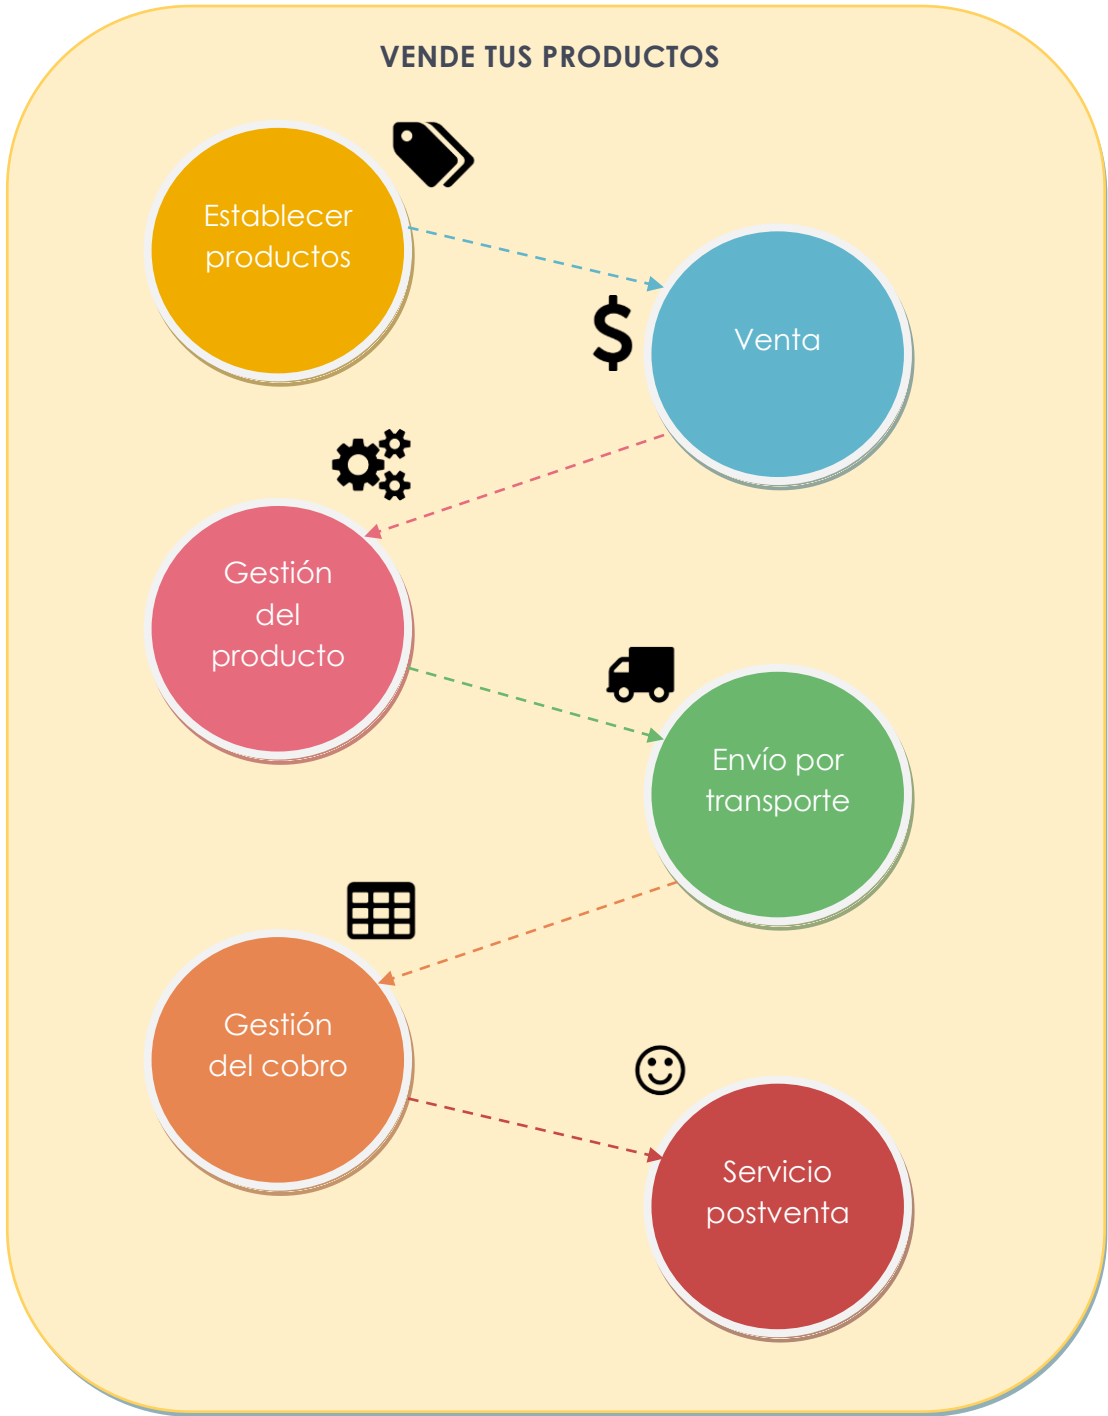 VENDE TUS PRODUCTOS
Establecer
productos
Venta
Gestión
del
producto
Envío por
transporte
Gestión
del cobro
Servicio
postventa